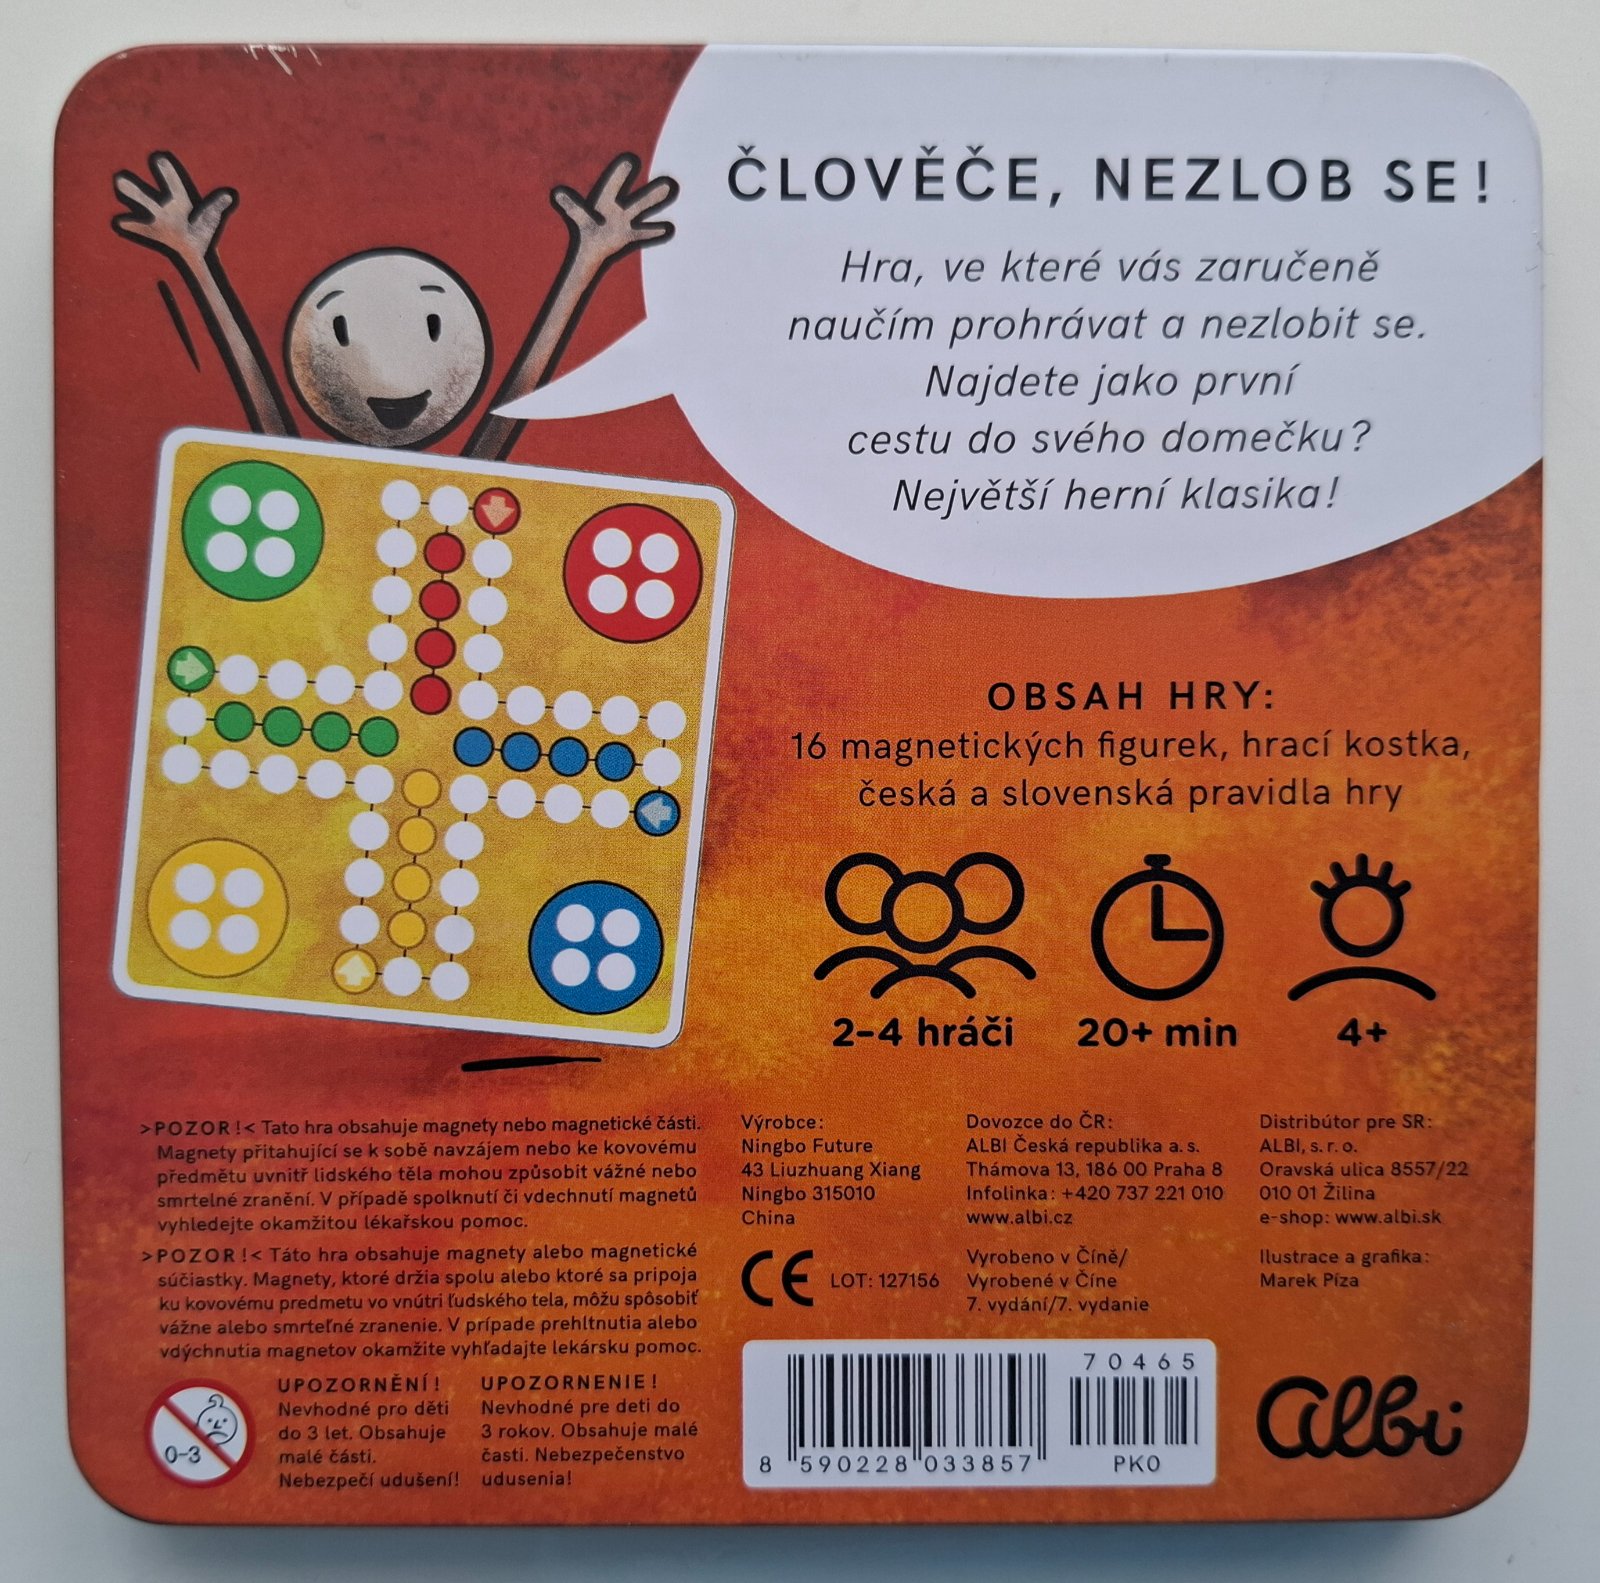 ČLOVĚČE, NEZLOB SE!
Hra, ve které vás zaručeně
naučím prohrávat a nezlobit se.
Najdete jako první
cestu do svého domečku?
Největší herní klasika!
OBSAH HRY:
16 magnetických figurek, hrací kostka,
česká a slovenská pravidla hry
2–4 hráči
20+ min
4+
>POZOR!< Tato hra obsahuje magnety nebo magnetické části.
Magnety přitahující se k sobě navzájem nebo ke kovovému
předmětu uvnitř lidského těla mohou způsobit vážné nebo
smrtelné zranění. V případě spolknutí či vdechnutí magnetů
vyhledejte okamžitou lékařskou pomoc.
>POZOR!< Táto hra obsahuje magnety alebo magnetické
súčiastky. Magnety, ktoré držia spolu alebo ktoré sa pripoja
ku kovovému predmetu vo vnútri ľudského tela, môžu spôsobiť
vážne alebo smrteľné zranenie. V prípade prehltnutia alebo
vdýchnutia magnetov okamžite vyhľadajte lekársku pomoc.
0-3
UPOZORNĚNÍ!
Nevhodné pro děti
do 3 let. Obsahuje
malé části.
Nebezpečí udušení!
UPOZORNENIE!
Nevhodné pre deti do
3 rokov. Obsahuje malé
časti. Nebezpečenstvo
udusenia!
Výrobce:
Ningbo Future
43 Liuzhuang Xiang
Ningbo 315010
China
Dovozce do ČR:
ALBI Česká republika a.s.
Thámova 13, 186 00 Praha 8
Infolinka: +420 737 221 010
www.albi.cz
Distribútor pre SR:
ALBI, s.r.o.
Oravská ulica 8557/22
010 01 Žilina
e-shop: www.albi.sk
CE LOT: 127156
Vyrobeno v Číně/
Vyrobené v Číne
7. vydání/7. vydanie
Ilustrace a grafika:
Marek Píza
70465
8 590228 033857
PK0
albi